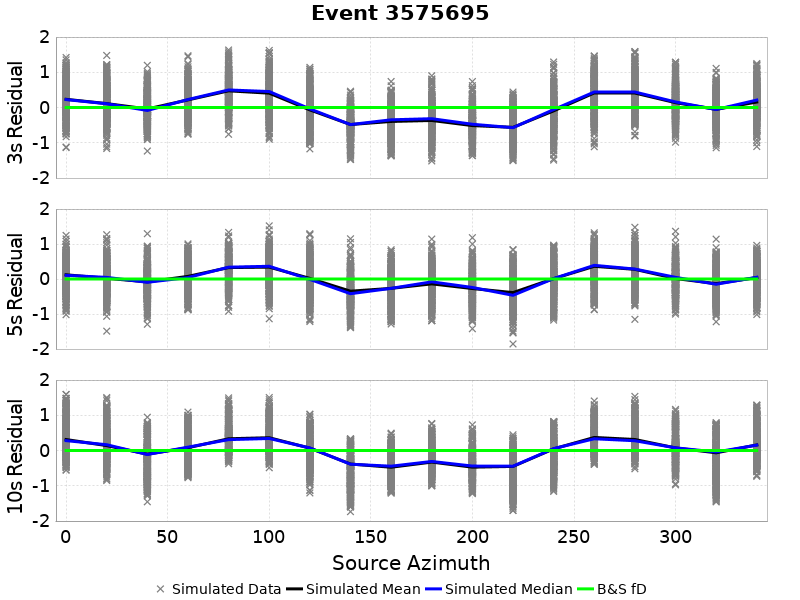 Event 3575695
3s Residual
2
1
0
-1
-2
5s Residual
2
1
0
-1
-2
10s Residual
2
1
0
-1
-2
0 50 100 150 200 250 300
Source Azimuth
Simulated Data Simulated Mean Simulated Median B&S fD